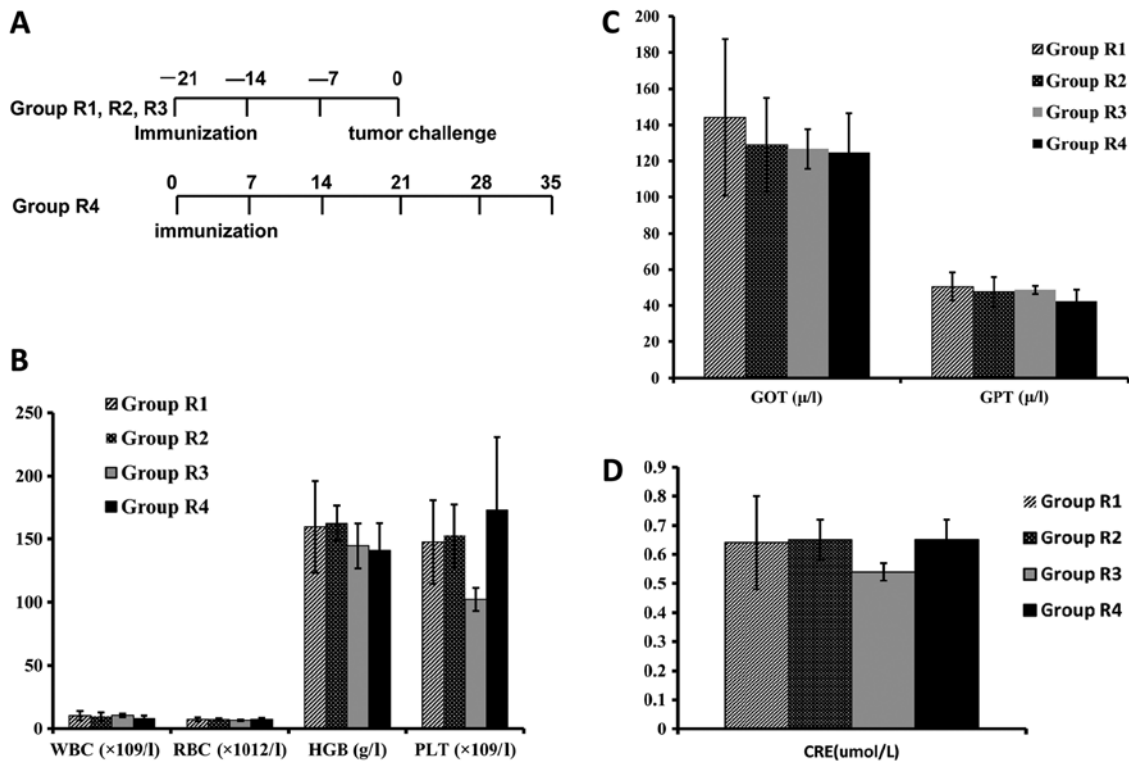 A
−21 —14 —7 0
Group R1, R2, R3
Immunization tumor challenge
0 7 14 21 28 35
Group R4
immunization
B
Group R1
Group R2
Group R3
Group R4
250
200
150
100
50
0
WBC (×109/l) RBC (×1012/l) HGB (g/l) PLT (×109/l)
C
200
180
160
140
120
100
80
60
40
20
0
Group R1
Group R2
Group R3
Group R4
GOT (μ/l) GPT (μ/l)
D
0.9
0.8
0.7
0.6
0.5
0.4
0.3
0.2
0.1
0
Group R1
Group R2
Group R3
Group R4
CRE(umol/L)